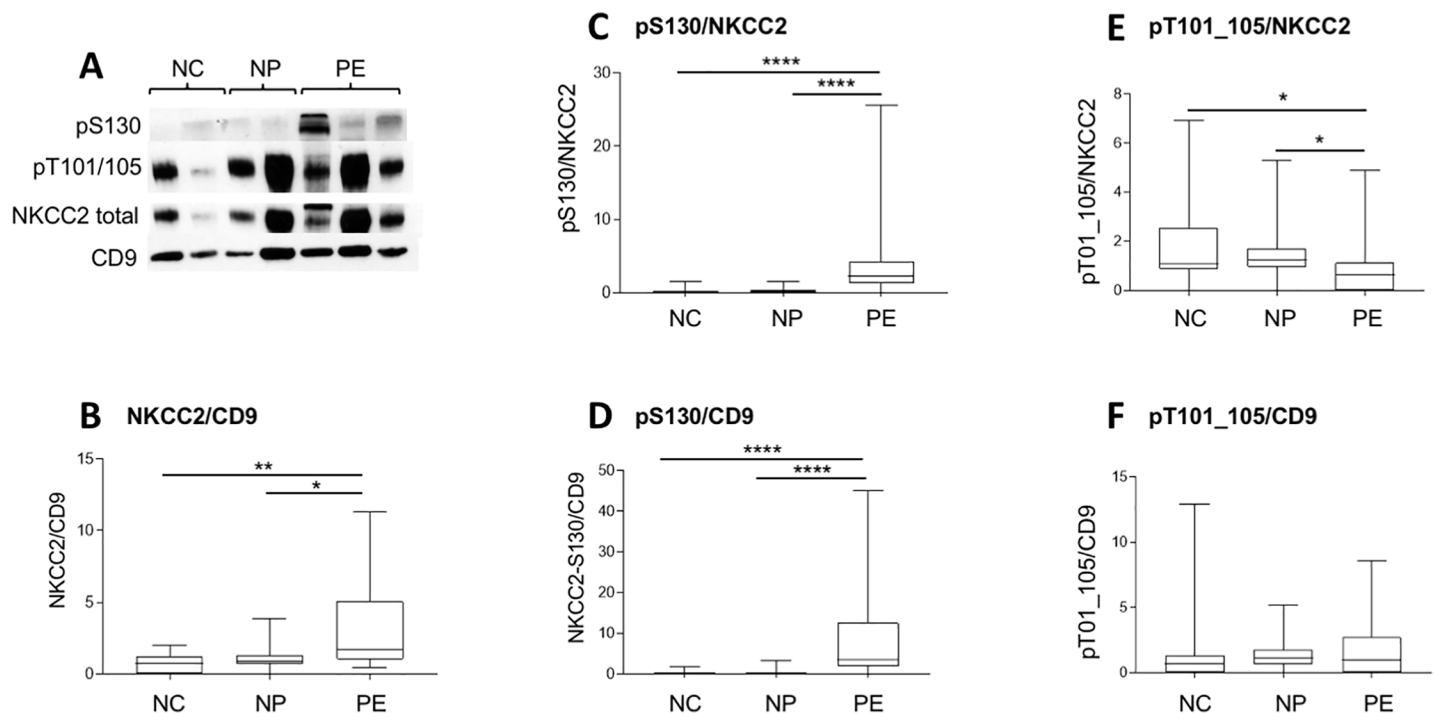 A
NC NP PE
pS130
pT101/105
NKCC2 total
CD9
B NKCC2/CD9
NKCC2/CD9
15
10
5
0
**
*
NC NP PE
C pS130/NKCC2
pS130/NKCC2
30
20
10
0
****
****
NC NP PE
D pS130/CD9
NKCC2-S130/CD9
50
40
30
20
10
0
****
****
NC NP PE
E pT101_105/NKCC2
pT01_105/NKCC2
8
6
4
2
0
*
*
NC NP PE
F pT101_105/CD9
pT01_105/CD9
15
10
5
0
NC NP PE